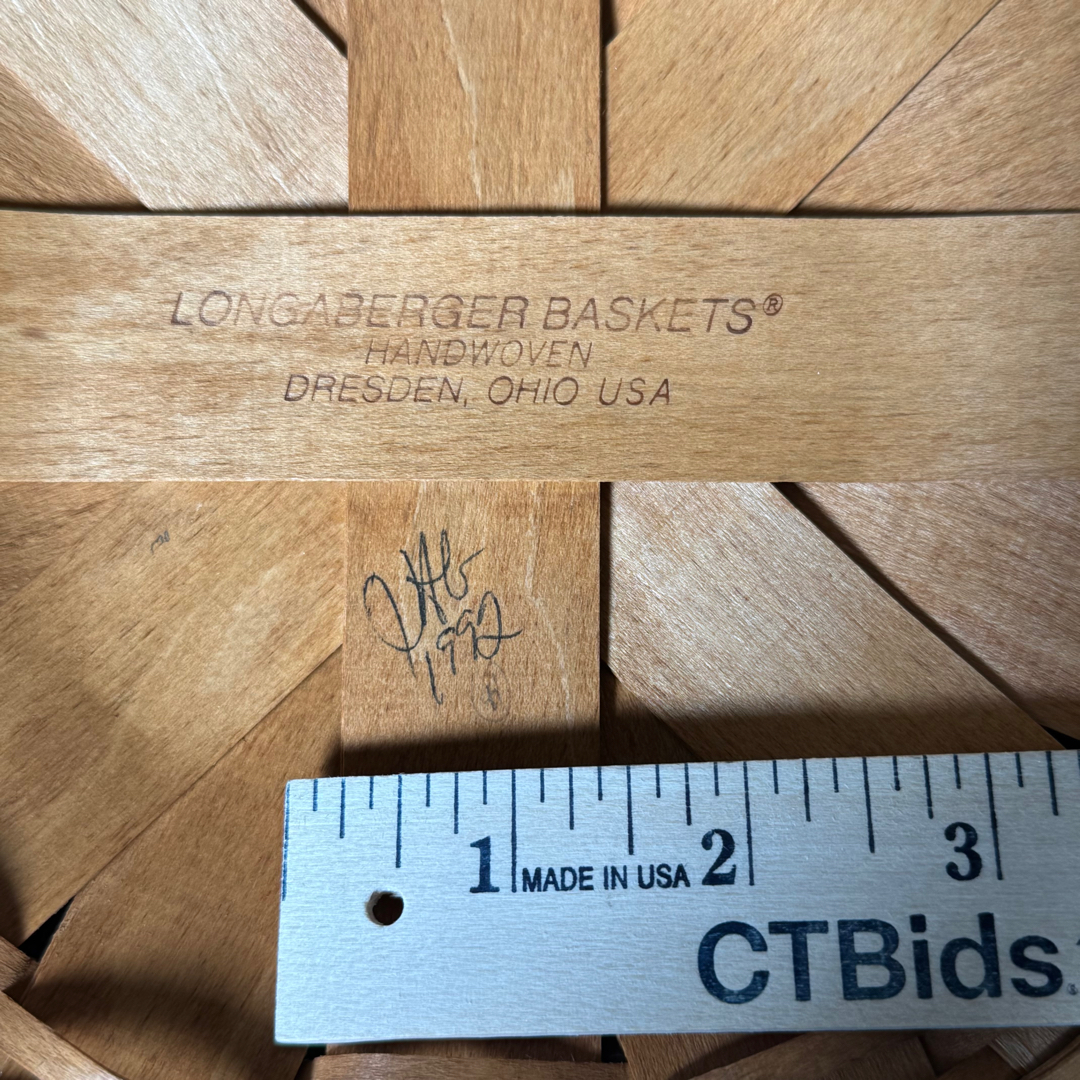 LONGABERGER BASKETS®
HANDWOVEN
DRESDEN, OHIO USA
1992
1 MADE IN USA 2 3
CTBids